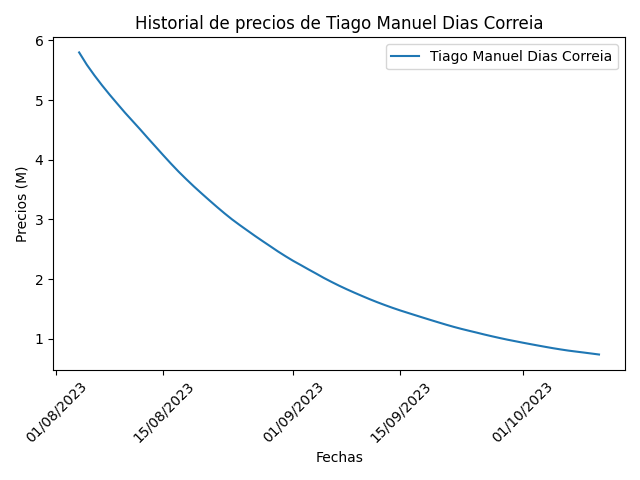 Historial de precios de Tiago Manuel Dias Correia
Tiago Manuel Dias Correia
Precios (M)
6
5
4
3
2
1
01/08/2023
15/08/2023
01/09/2023
15/09/2023
01/10/2023
Fechas